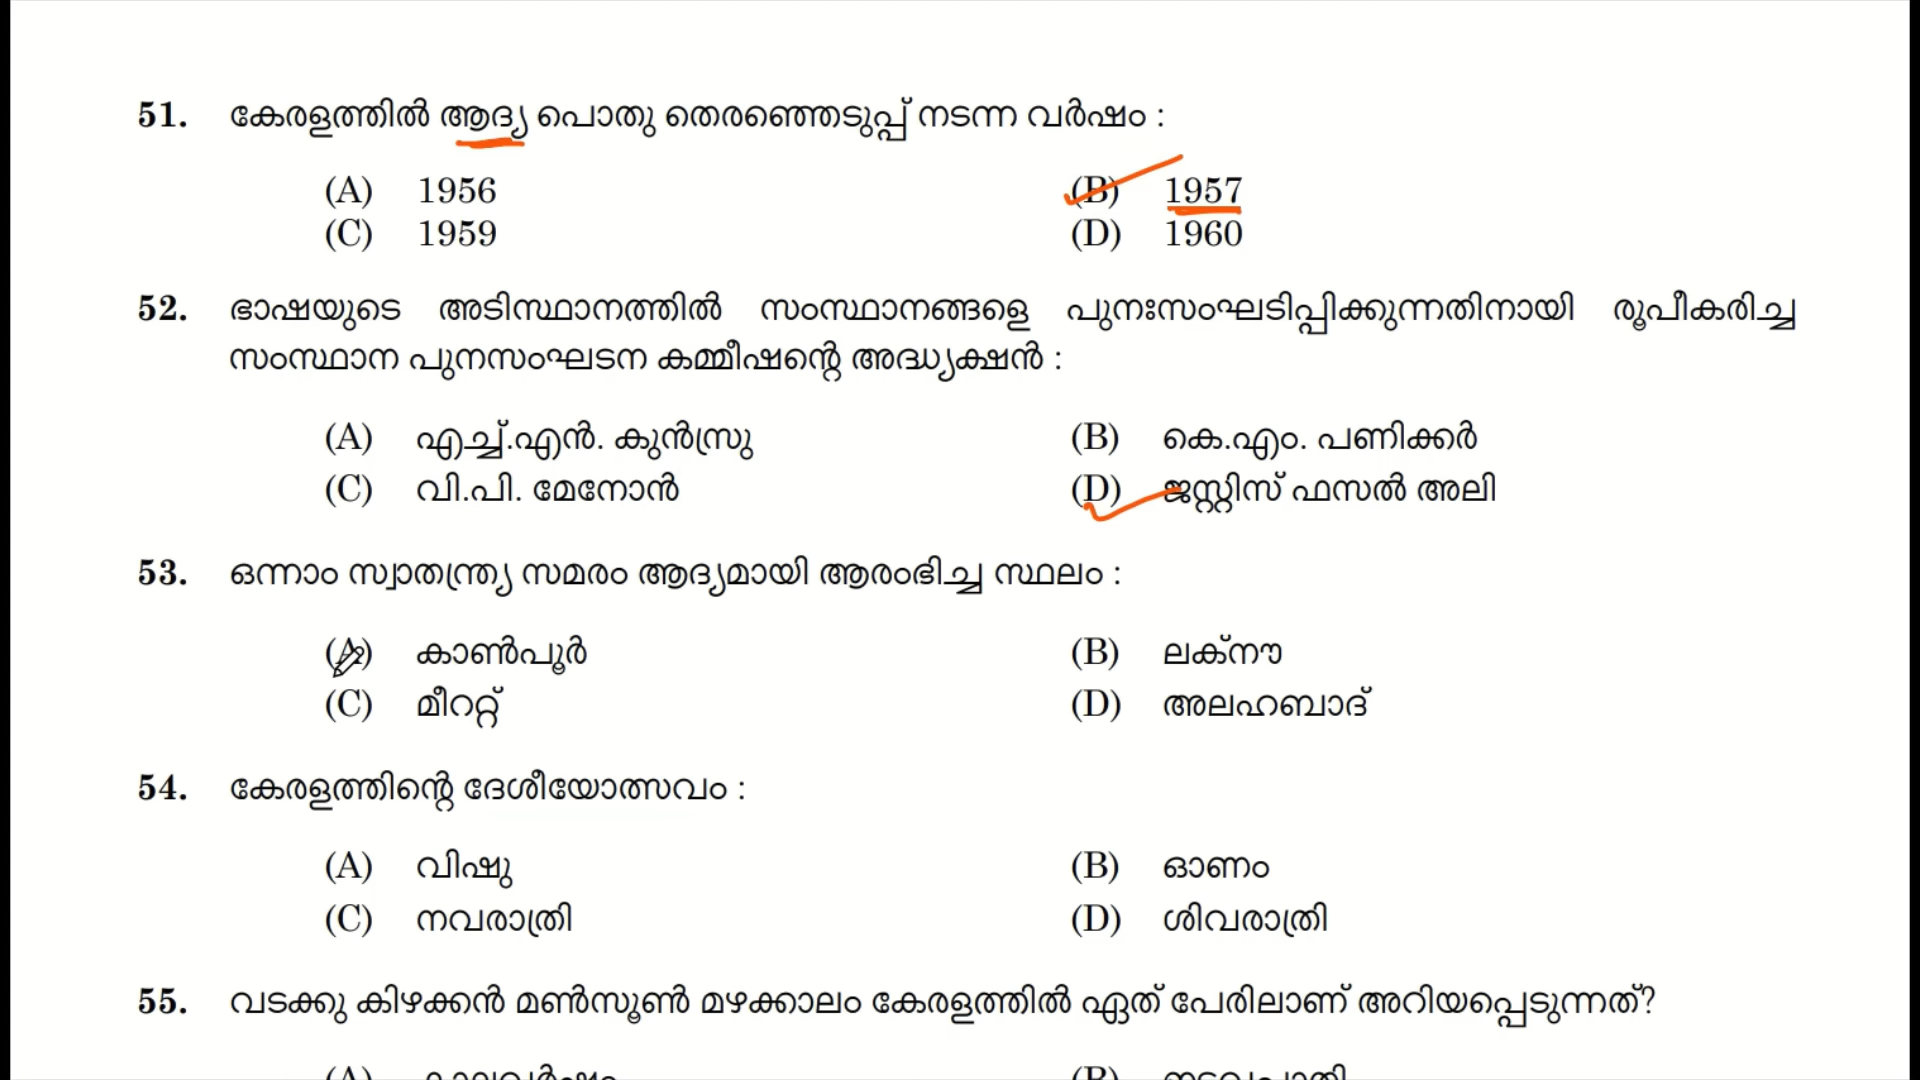 51. കേരളത്തിൽ ആദ്യ പൊതു തെരഞ്ഞെടുപ്പ് നടന്ന വർഷം :
(A) 1956 (B) 1957
(C) 1959 (D) 1960
52. ഭാഷയുടെ അടിസ്ഥാനത്തിൽ സംസ്ഥാനങ്ങളെ പുനഃസംഘടിപ്പിക്കുന്നതിനായി രൂപീകരിച്ച
സംസ്ഥാന പുനസംഘടന കമ്മീഷന്റെ അദ്ധ്യക്ഷൻ :
(A) എച്ച്.എൻ. കുൻസ്രു (B) കെ.എം. പണിക്കർ
(C) വി.പി. മേനോൻ (D) ജസ്റ്റിസ് ഫസൽ അലി
53. ഒന്നാം സ്വാതന്ത്ര്യ സമരം ആദ്യമായി ആരംഭിച്ച സ്ഥലം :
(A) കാൺപൂർ (B) ലക്നൗ
(C) മീററ്റ് (D) അലഹബാദ്
54. കേരളത്തിന്റെ ദേശീയോത്സവം :
(A) വിഷു (B) ഓണം
(C) നവരാത്രി (D) ശിവരാത്രി
55. വടക്കു കിഴക്കൻ മൺസൂൺ മഴക്കാലം കേരളത്തിൽ ഏത് പേരിലാണ് അറിയപ്പെടുന്നത്?
(A) കാലവർഷം (B) ഇടവപ്പാതി